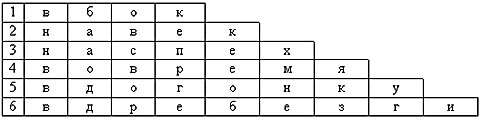 1 в б о к
2 н а в е к
3 н а с п е х
4 в о в р е м я
5 в д о г о н к у
6 в д р е б е з г и